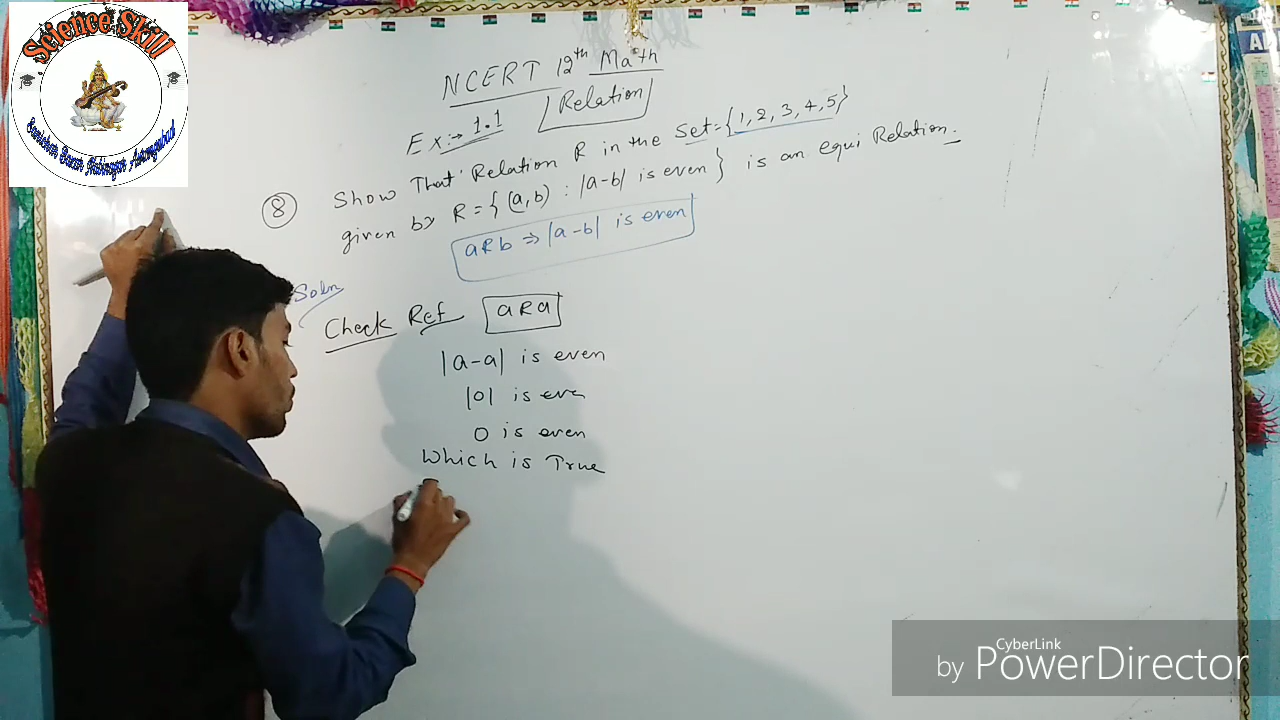 Science Skill
NCERT 12th Math
Ex:→ 1.1
Relation
⑧ Show That Relation R in the Set = {1, 2, 3, 4, 5}
given by R = { (a, b) : |a-b| is even } is an equi Relation.
aRb ⇒ |a-b| is even
Soln
Check Ref aRa
|a-a| is even
|0| is eve
0 is even
Which is True
CyberLink
by PowerDirector